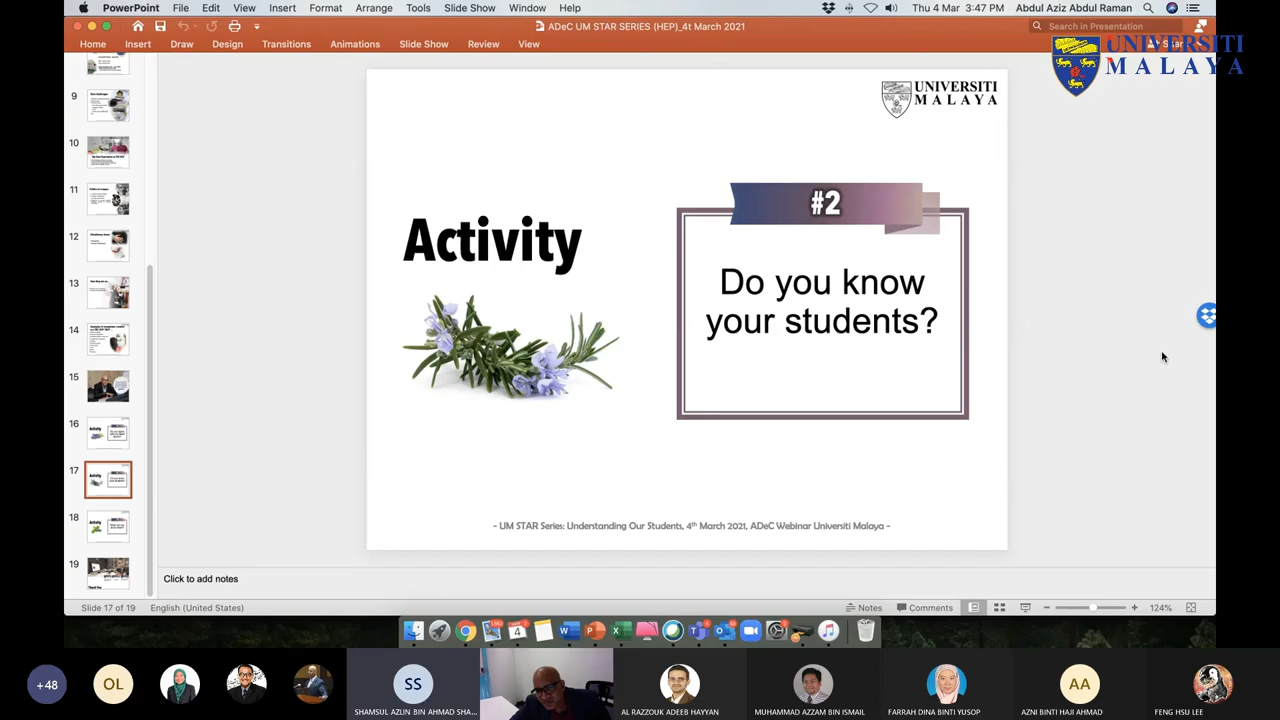 PowerPoint File Edit View Insert Format Arrange Tools Slide Show Window Help
Thu 4 Mar 3:47 PM Abdul Aziz Abdul Raman
ADeC UM STAR SERIES (HEP)_4t March 2021
Search in Presentation
Home Insert Draw Design Transitions Animations Slide Show Review View
UNIVERSITI
MALAYA
UNIVERSITI
MALAYA
9
10
11
12
13
14
15
16
17
18
19
Activity
#2
Do you know
your students?
- UM STAR Series: Understanding Our Students, 4th March 2021, ADeC Webinar Universiti Malaya -
Click to add notes
Slide 17 of 19 English (United States)
Notes Comments 124%
+48
OL
SS
AA
SHAMSUL AZLIN BIN AHMAD SHA...
AL RAZZOUK ADEEB HAYYAN
MUHAMMAD AZZAM BIN ISMAIL
FARRAH DINA BINTI YUSOP
AZNI BINTI HAJI AHMAD
FENG HSU LEE